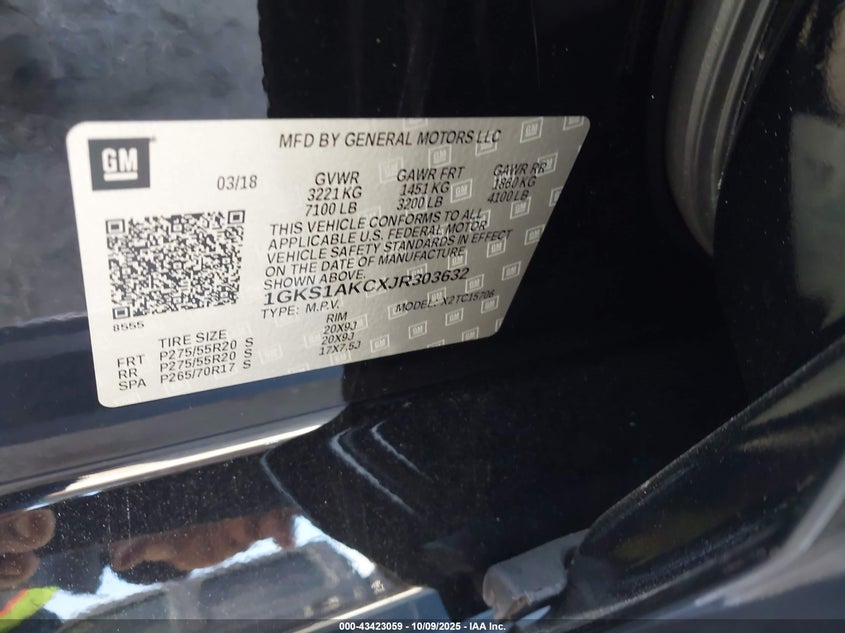 GM
MFD BY GENERAL MOTORS LLC
03/18
GVWR GAWR FRT GAWR RR
3221 KG 1451 KG 1860 KG
7100 LB 3200 LB 4100 LB
THIS VEHICLE CONFORMS TO ALL
APPLICABLE U.S. FEDERAL MOTOR
VEHICLE SAFETY STANDARDS IN EFFECT
ON THE DATE OF MANUFACTURE
SHOWN ABOVE.
1GKS1AKCXJR303632
TYPE: M.P.V. MODEL: X2TC15706
8555
TIRE SIZE RIM
FRT P275/55R20 S 20X9J
RR P275/55R20 S 20X9J
SPA P265/70R17 S 17X7.5J
000-43423059 - 10/09/2025 - IAA Inc.